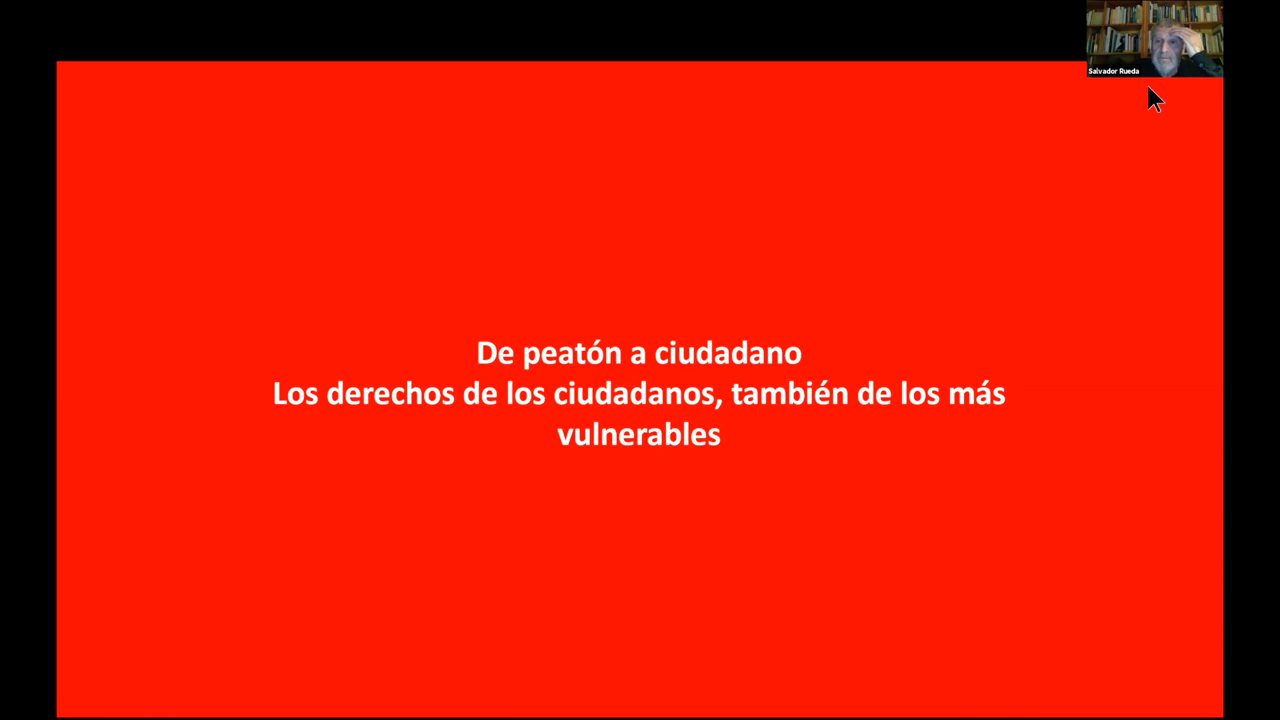 Salvador Rueda
De peatón a ciudadano
Los derechos de los ciudadanos, también de los más
vulnerables